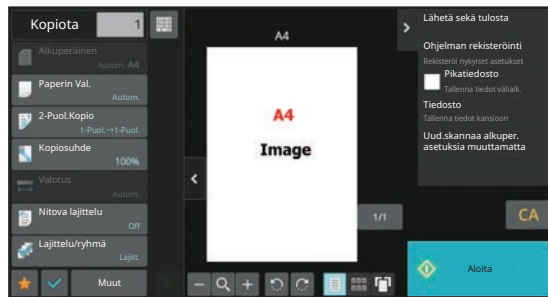 Kopiota
1
Alkuperäinen
Autom. A4
Paperin Val.
Autom.
2-Puol.Kopio
1-Puol.→1-Puol.
Kopiosuhde
100%
Valotus
Autom.
Nitova lajittelu
Off
Lajittelu/ryhmä
Lajitt.
Muut
A4
A4
Image
1/1
Lähetä sekä tulosta
Ohjelman rekisteröinti
Rekisteröi nykyiset asetukset
Pikatiedosto
Tallenna tiedot väliaik.
Tiedosto
Tallenna tiedot kansioon
Uud.skannaa alkuper.
asetuksia muuttamatta
CA
Aloita